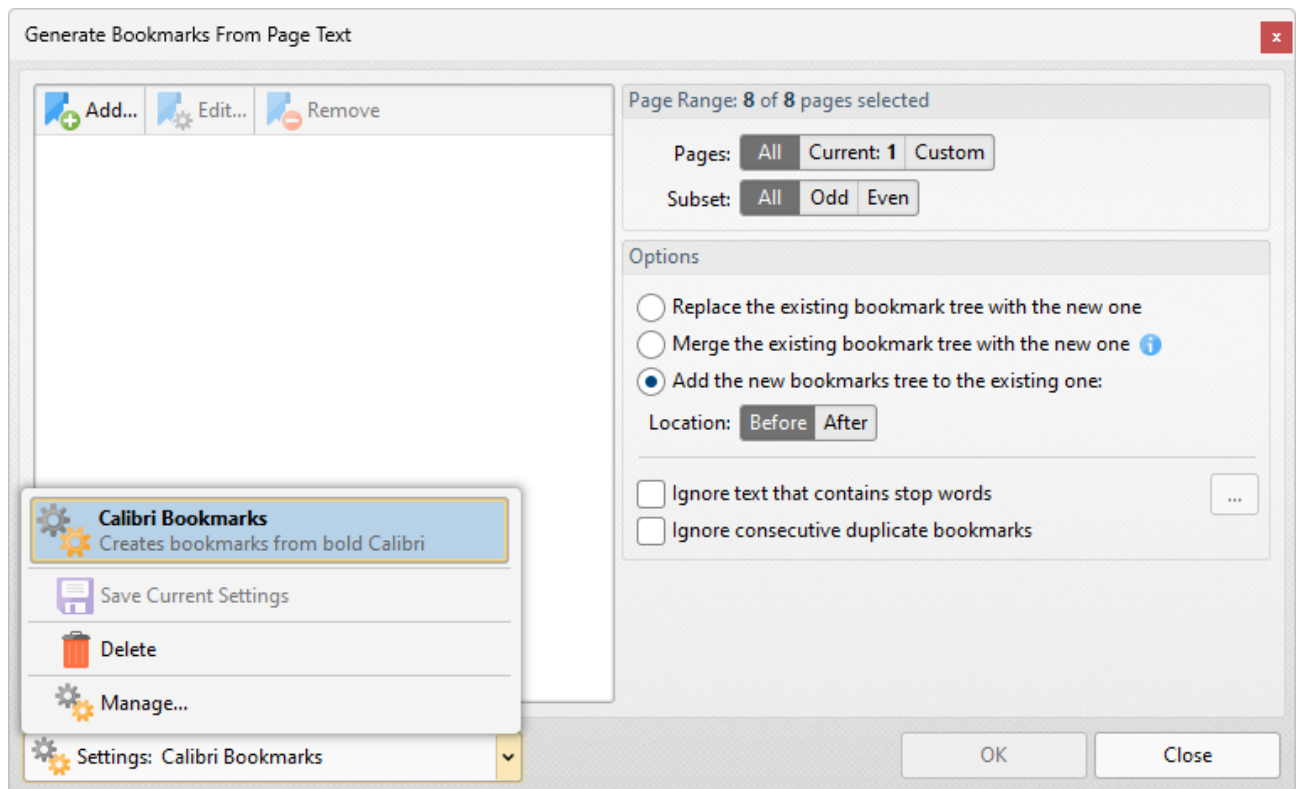 Generate Bookmarks From Page Text
x
Add... Edit... Remove
Page Range: 8 of 8 pages selected
Pages: All Current: 1 Custom
Subset: All Odd Even
Options
Replace the existing bookmark tree with the new one
Merge the existing bookmark tree with the new one i
Add the new bookmarks tree to the existing one:
Location: Before After
Ignore text that contains stop words ...
Ignore consecutive duplicate bookmarks
Calibri Bookmarks
Creates bookmarks from bold Calibri
Save Current Settings
Delete
Manage...
Settings: Calibri Bookmarks
OK Close